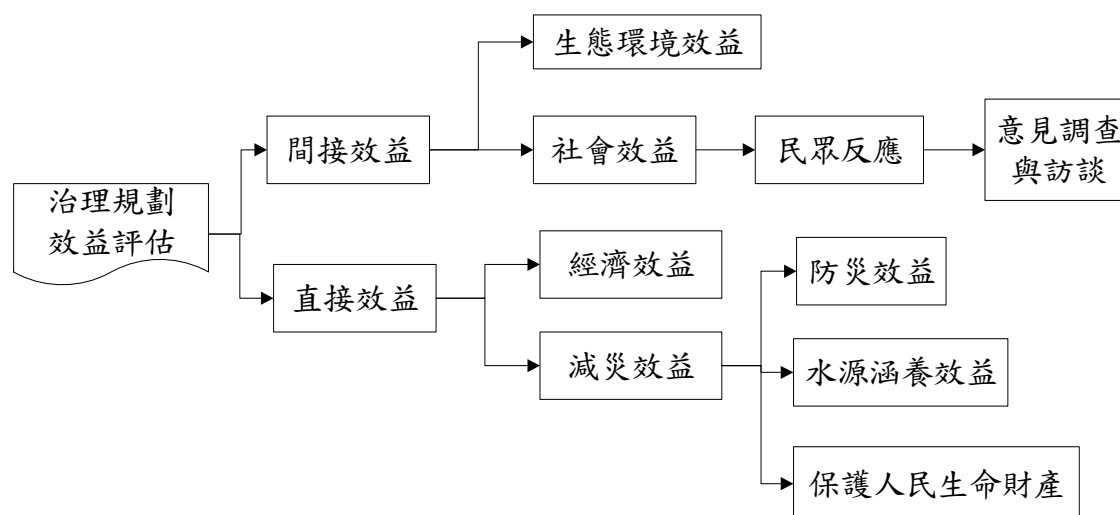 生態環境效益
間接效益
社會效益
民眾反應
意見調查
與訪談
治理規劃
效益評估
經濟效益
防災效益
直接效益
減災效益
水源涵養效益
保護人民生命財產